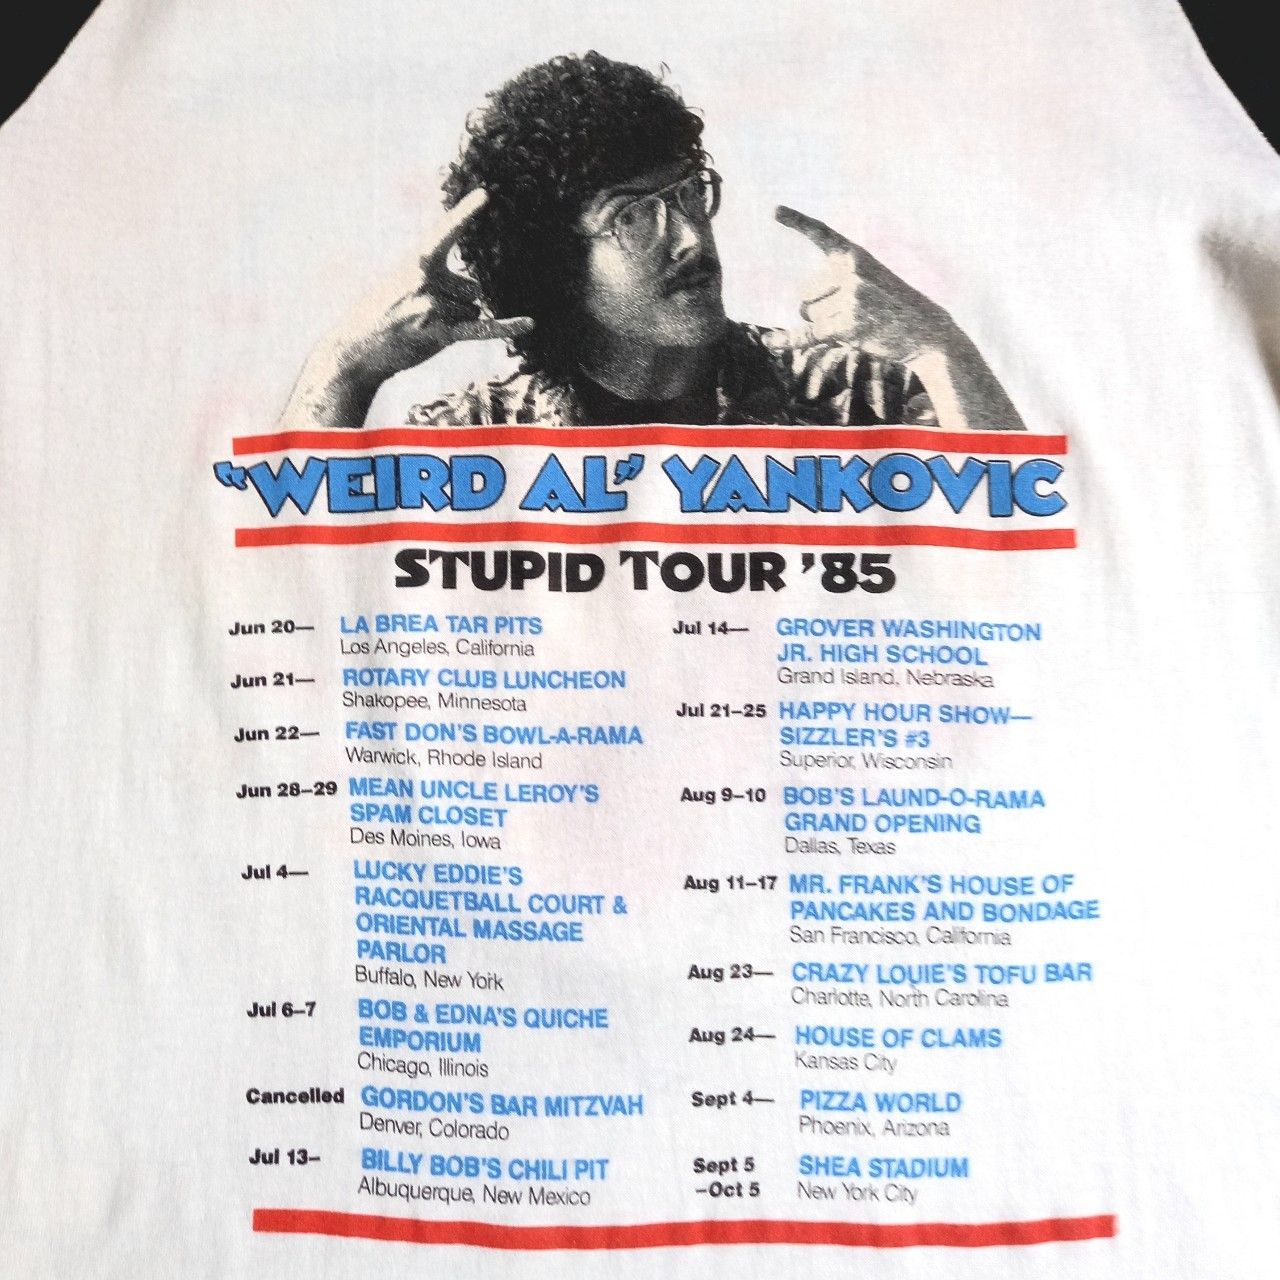 "WEIRD AL" YANKOVIC
STUPID TOUR '85
Jun 20— LA BREA TAR PITS
Los Angeles, California
Jun 21— ROTARY CLUB LUNCHEON
Shakopee, Minnesota
Jun 22— FAST DON'S BOWL-A-RAMA
Warwick, Rhode Island
Jun 28–29 MEAN UNCLE LEROY'S
SPAM CLOSET
Des Moines, Iowa
Jul 4— LUCKY EDDIE'S
RACQUETBALL COURT &
ORIENTAL MASSAGE
PARLOR
Buffalo, New York
Jul 6–7 BOB & EDNA'S QUICHE
EMPORIUM
Chicago, Illinois
Cancelled GORDON'S BAR MITZVAH
Denver, Colorado
Jul 13– BILLY BOB'S CHILI PIT
Albuquerque, New Mexico
Jul 14— GROVER WASHINGTON
JR. HIGH SCHOOL
Grand Island, Nebraska
Jul 21–25 HAPPY HOUR SHOW—
SIZZLER'S #3
Superior, Wisconsin
Aug 9–10 BOB'S LAUND-O-RAMA
GRAND OPENING
Dallas, Texas
Aug 11–17 MR. FRANK'S HOUSE OF
PANCAKES AND BONDAGE
San Francisco, California
Aug 23— CRAZY LOUIE'S TOFU BAR
Charlotte, North Carolina
Aug 24— HOUSE OF CLAMS
Kansas City
Sept 4— PIZZA WORLD
Phoenix, Arizona
Sept 5 SHEA STADIUM
–Oct 5 New York City